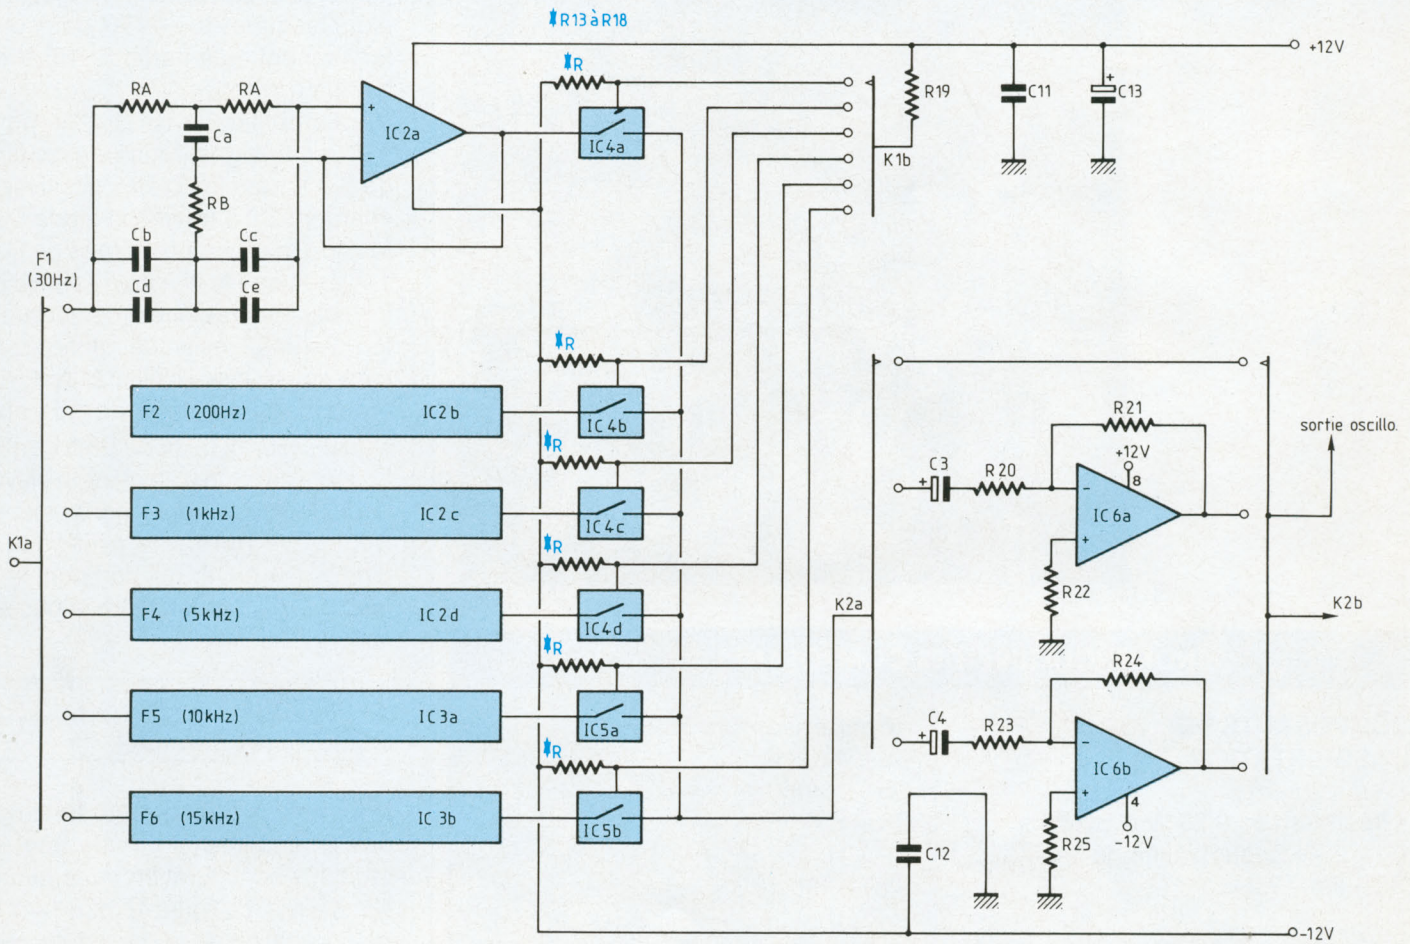 *R13 à R18
*R
+12V
RA
RA
IC2a
+
-
IC4a
Ca
RB
R19
C11
+
C13
K1b
Cb
Cc
Cd
Ce
F1
(30Hz)
*R
F2 (200Hz) IC2b
IC4b
*R
F3 (1kHz) IC2c
IC4c
*R
F4 (5kHz) IC2d
IC4d
*R
F5 (10kHz) IC3a
IC5a
*R
F6 (15kHz) IC3b
IC5b
K1a
K2a
R21
+12V
8
+
C3
R20
-
IC6a
+
R22
sortie oscillo.
K2b
R24
+
C4
R23
-
IC6b
+
4
-12V
R25
C12
-12V